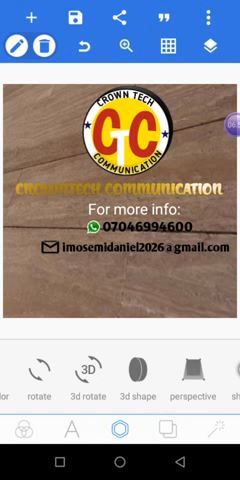 CROWN TECH
CTC
COMMUNICATION
CROWNTECH COMMUNICATION
For more info:
07046994600
imosemidaniel2026@gmail.com
rotate
3D
3d rotate
3d shape
perspective
A